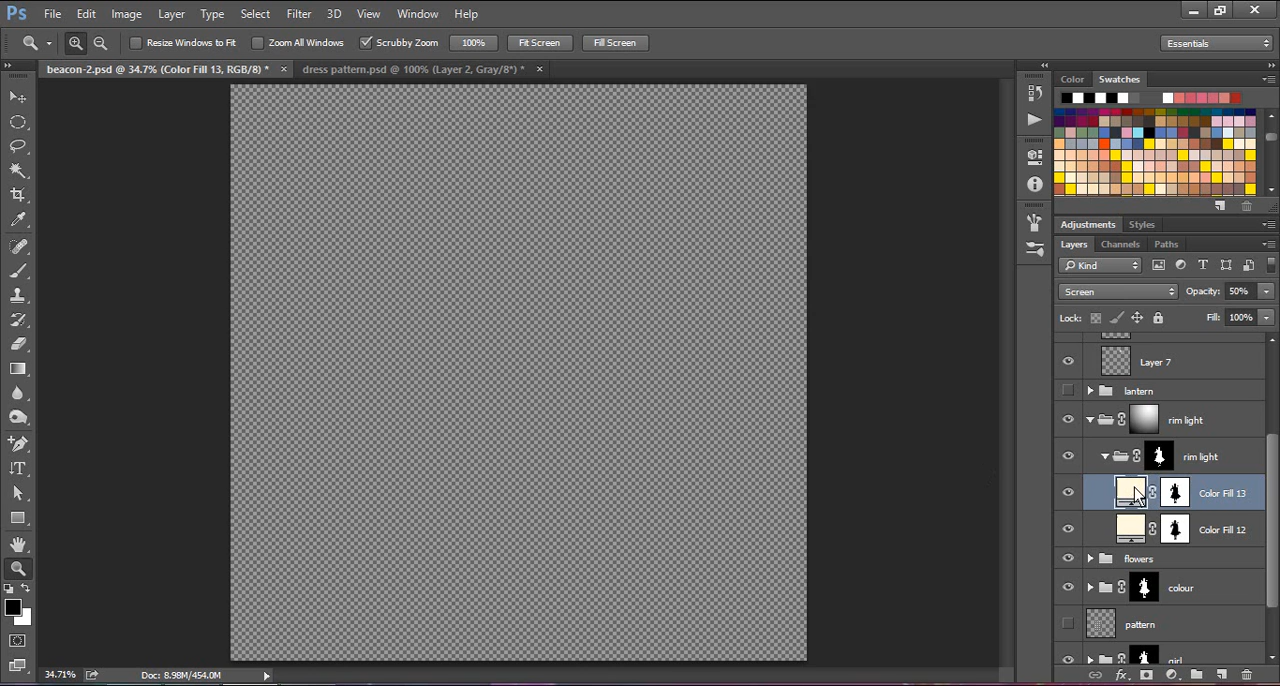 Ps File Edit Image Layer Type Select Filter 3D View Window Help
Resize Windows to Fit Zoom All Windows Scrubby Zoom 100% Fit Screen Fill Screen Essentials
beacon-2.psd @ 34.7% (Color Fill 13, RGB/8) * × dress pattern.psd @ 100% (Layer 2, Gray/8*) * ×
Color Swatches
Adjustments Styles
Layers Channels Paths
Kind
Screen Opacity: 50%
Lock: Fill: 100%
Layer 7
lantern
rim light
rim light
Color Fill 13
Color Fill 12
flowers
colour
pattern
girl
34.71% Doc: 8.98M/454.0M